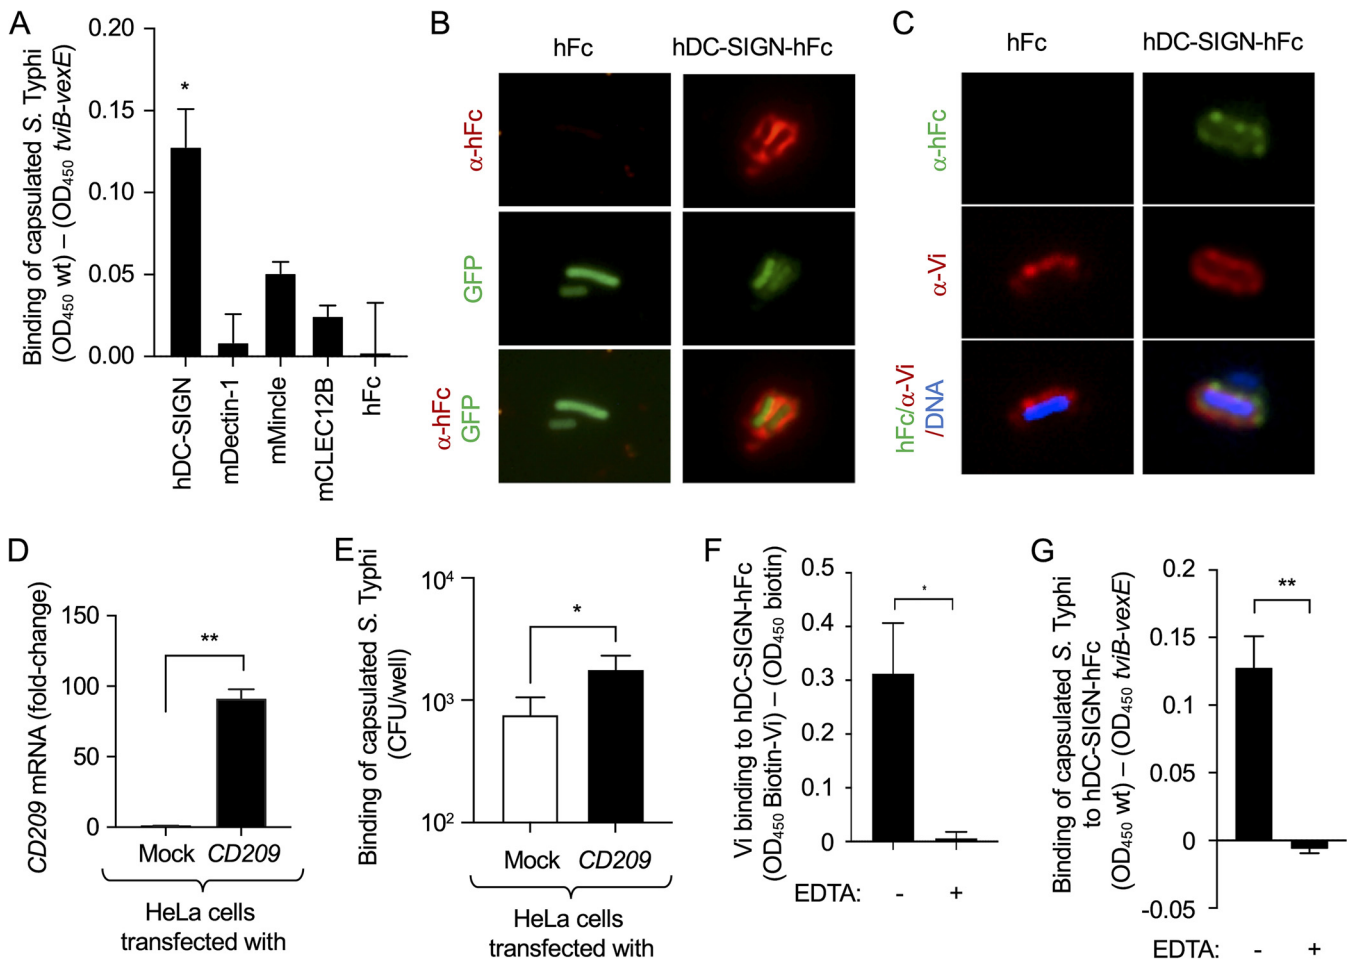 A
Binding of capsulated S. Typhi
(OD450 wt) – (OD450 tviB-vexE)
0.20
0.15
0.10
0.05
0.00
*
hDC-SIGN
mDectin-1
mMincle
mCLEC12B
hFc
B
hFc
hDC-SIGN-hFc
α-hFc
GFP
α-hFc
GFP
C
hFc
hDC-SIGN-hFc
α-hFc
α-Vi
hFc/α-Vi
/DNA
D
CD209 mRNA (fold-change)
150
100
50
0
**
Mock
CD209
HeLa cells
transfected with
E
Binding of capsulated S. Typhi
(CFU/well)
10⁴
10³
10²
*
Mock
CD209
HeLa cells
transfected with
F
Vi binding to hDC-SIGN-hFc
(OD450 Biotin-Vi) – (OD450 biotin)
0.5
0.4
0.3
0.2
0.1
0
*
EDTA: - +
G
Binding of capsulated S. Typhi
to hDC-SIGN-hFc
(OD450 wt) – (OD450 tviB-vexE)
0.2
0.15
0.1
0.05
0
-0.05
**
EDTA: - +